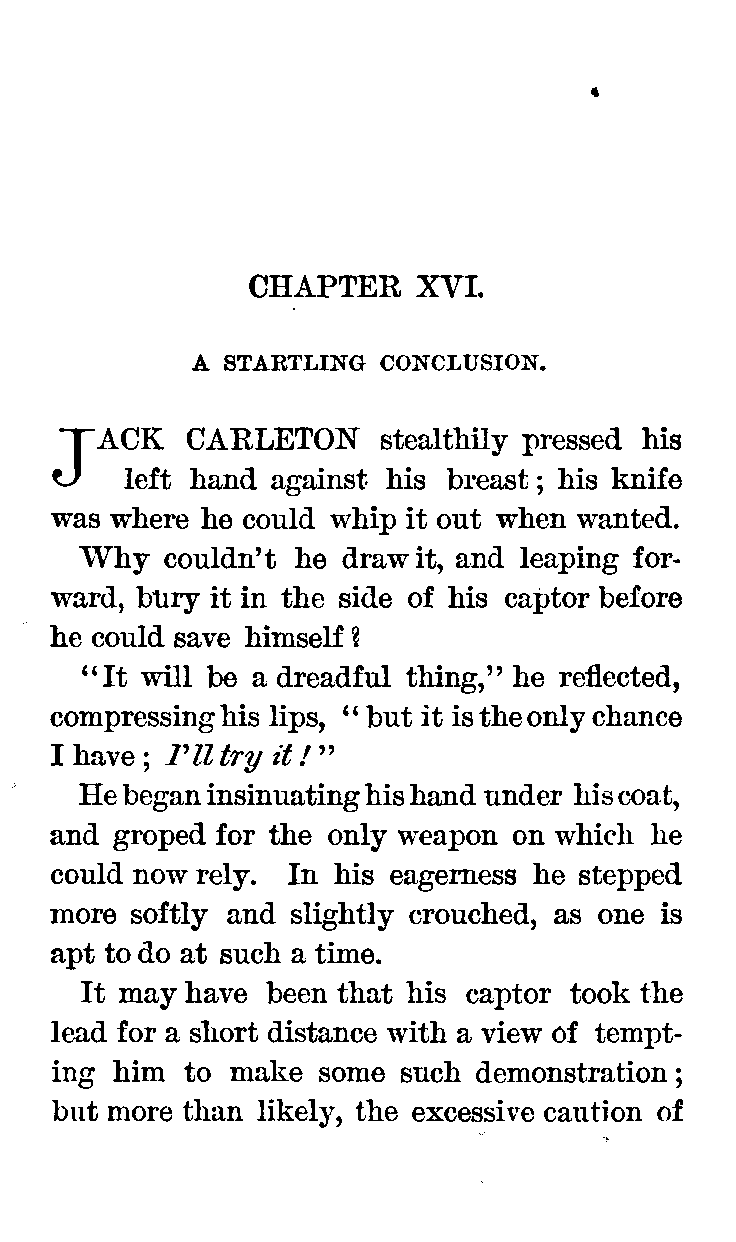 CHAPTER XVI.
A STARTLING CONCLUSION.
JACK CARLETON stealthily pressed his
left hand against his breast; his knife
was where he could whip it out when wanted.
Why couldn't he draw it, and leaping for-
ward, bury it in the side of his captor before
he could save himself?
"It will be a dreadful thing," he reflected,
compressing his lips, "but it is the only chance
I have; I'll try it!"
He began insinuating his hand under his coat,
and groped for the only weapon on which he
could now rely. In his eagerness he stepped
more softly and slightly crouched, as one is
apt to do at such a time.
It may have been that his captor took the
lead for a short distance with a view of tempt-
ing him to make some such demonstration;
but more than likely, the excessive caution of